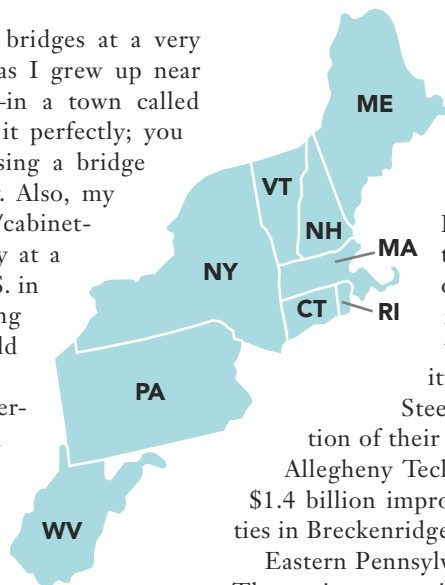 bridges at a very
as I grew up near
in a town called
it perfectly; you
sing a bridge
. Also, my
/cabinet-
y at a
S. in
ng
ld
er-
ME
VT
NH
MA
NY
CT
RI
PA
WV
ity
Stee
tion of their
Allegheny Tech
$1.4 billion impro
ties in Breckenridge
Eastern Pennsylv